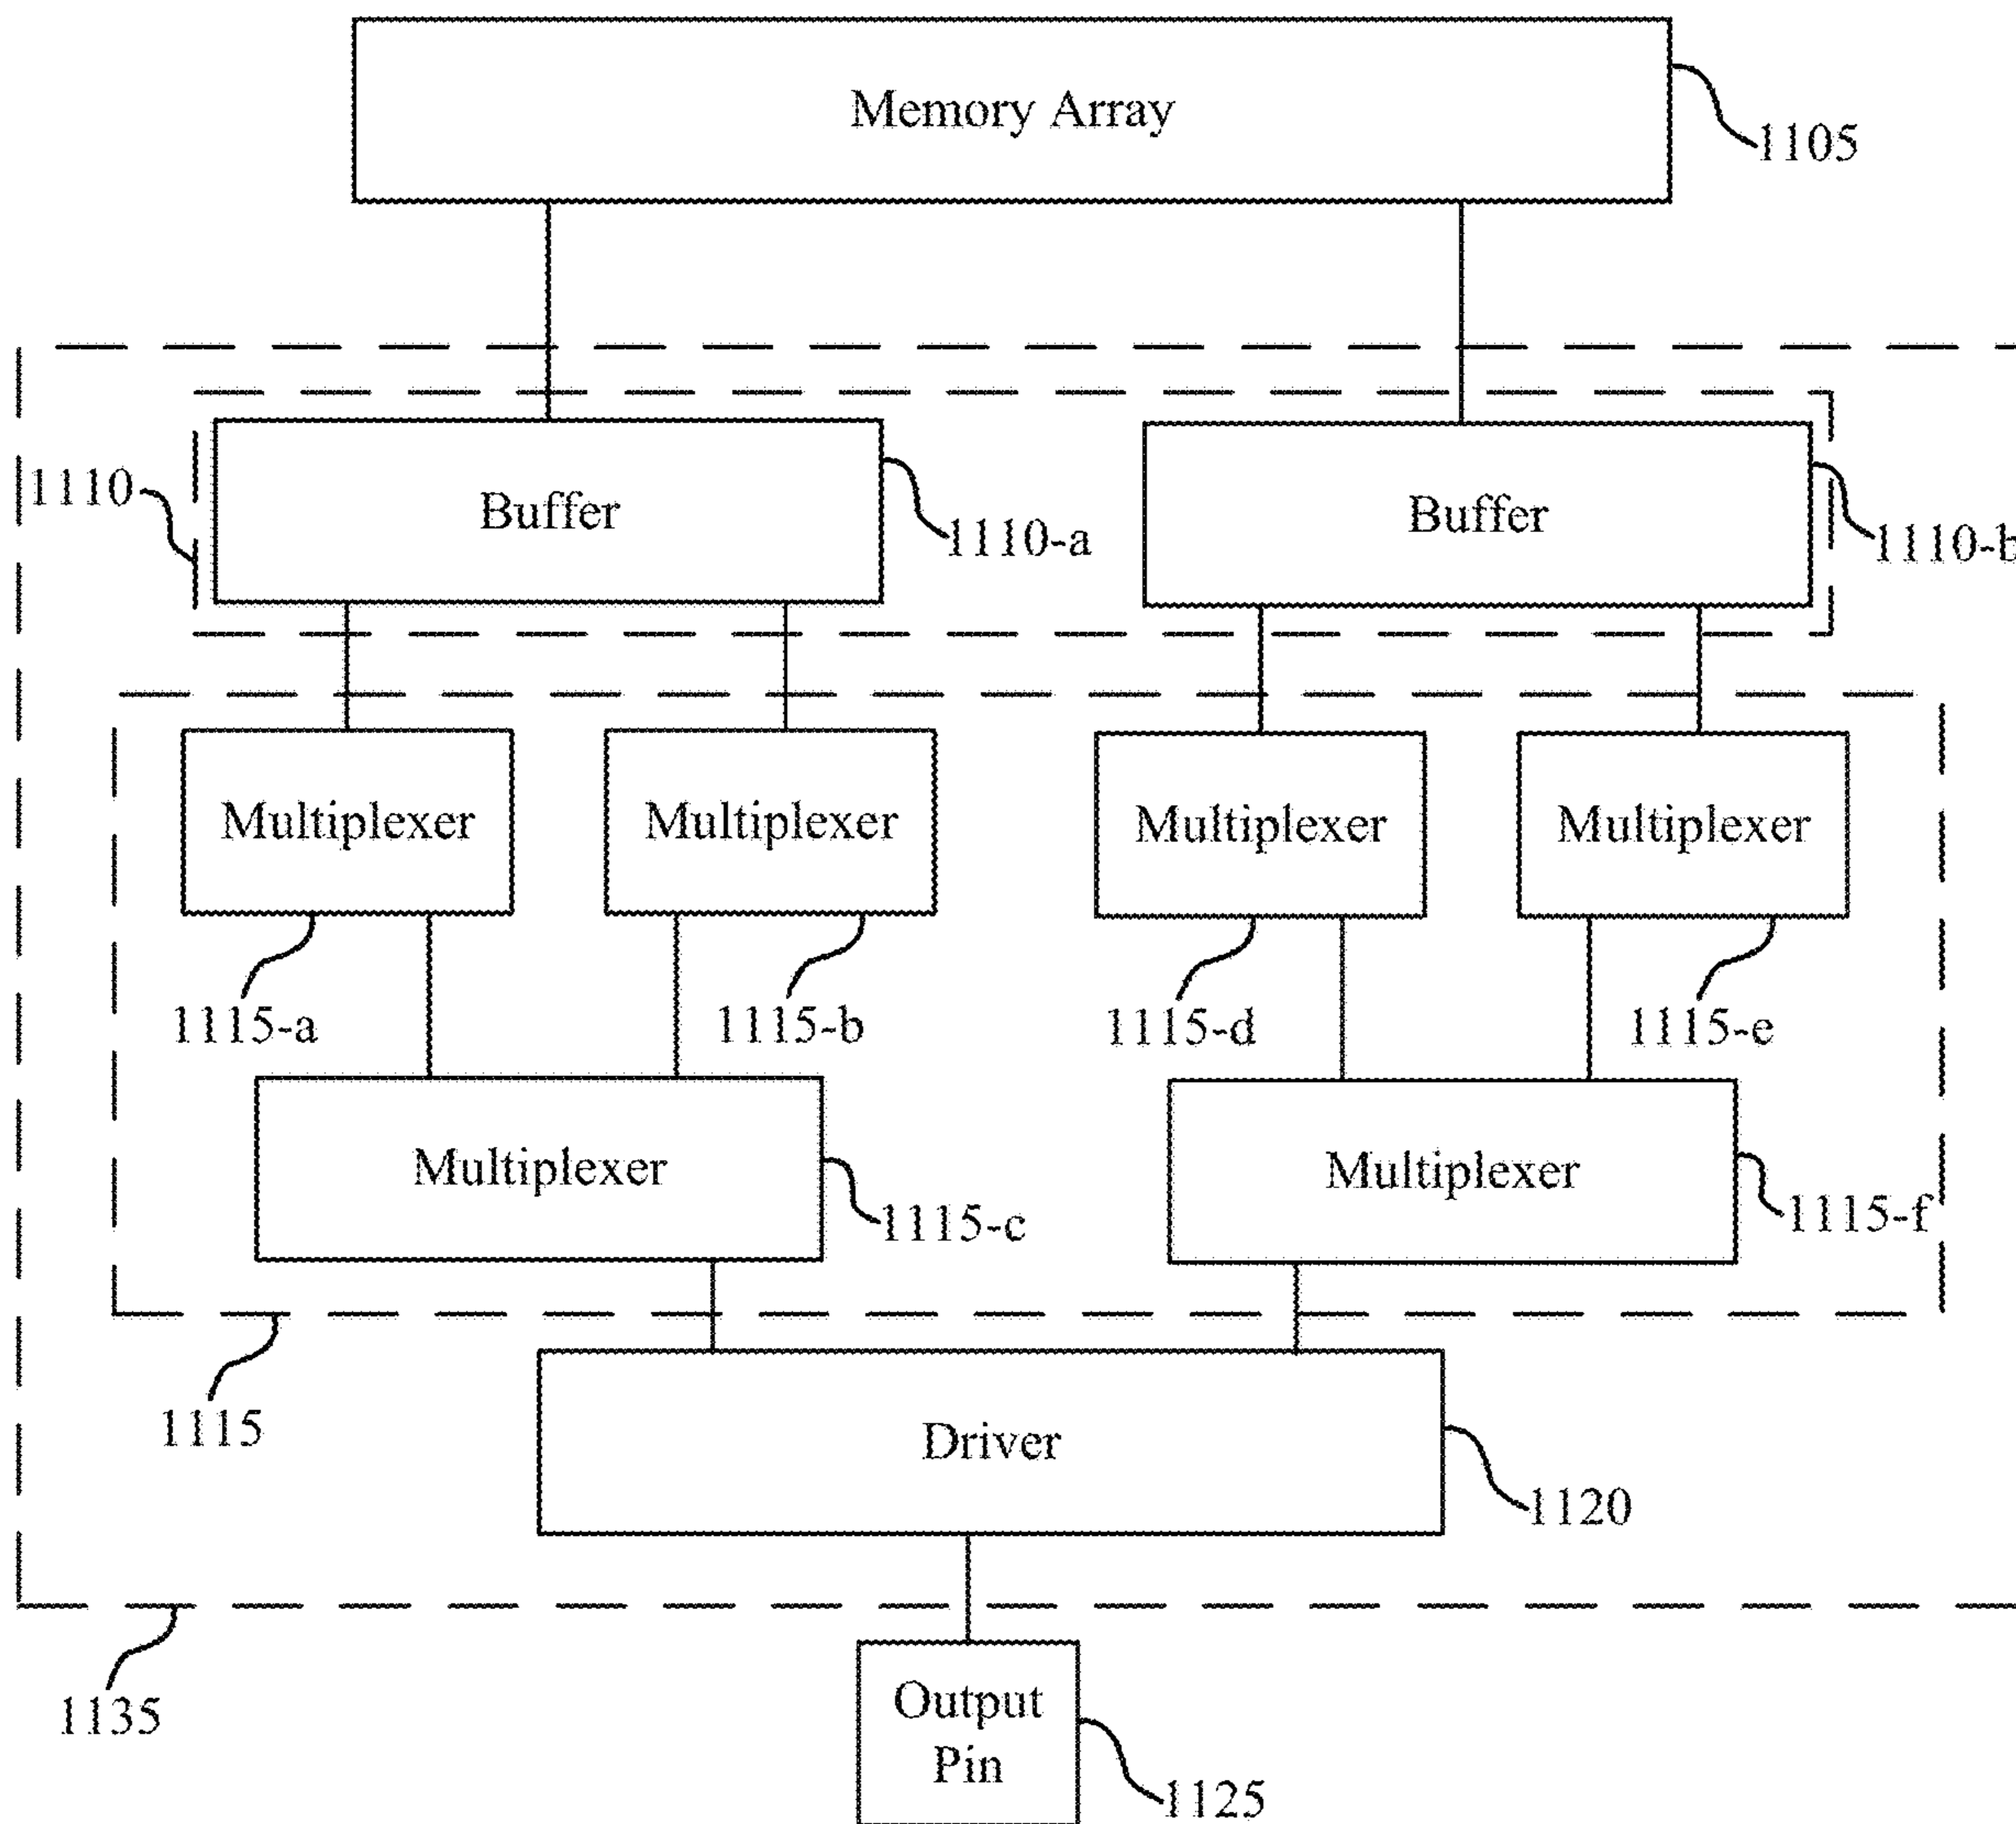 Memory Array
1105
1110
Buffer
1110-a
Buffer
1110-b
Multiplexer
Multiplexer
Multiplexer
Multiplexer
1115-a
1115-b
1115-d
1115-e
Multiplexer
1115-c
Multiplexer
1115-f
1115
Driver
1120
1135
Output
Pin
1125